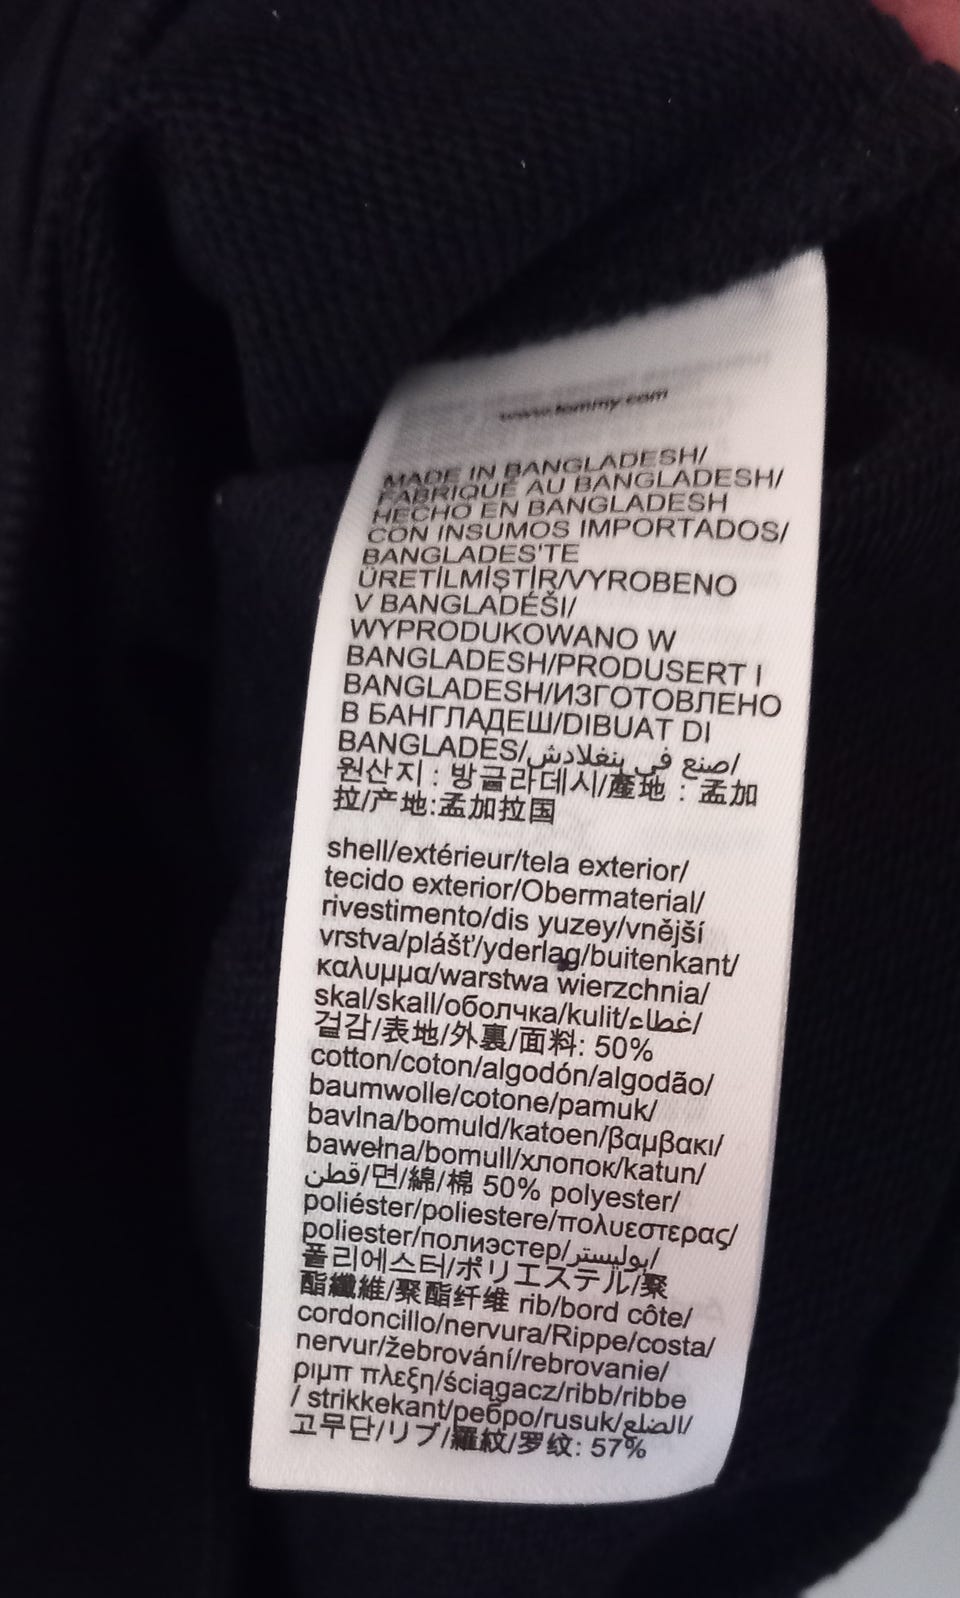 www.tommy.com
MADE IN BANGLADESH/
FABRIQUÉ AU BANGLADESH/
HECHO EN BANGLADESH
CON INSUMOS IMPORTADOS/
BANGLADES'TE
ÜRETİLMİŞTİR/VYROBENO
V BANGLADÉŠI/
WYPRODUKOWANO W
BANGLADESH/PRODUSERT I
BANGLADESH/ИЗГОТОВЛЕНО
В БАНГЛАДЕШ/DIBUAT DI
BANGLADES/صنع في بنغلادش/
원산지 : 방글라데시/產地 : 孟加
拉/产地:孟加拉国
shell/extérieur/tela exterior/
tecido exterior/Obermaterial/
rivestimento/dis yuzey/vnější
vrstva/plášť/yderlag/buitenkant/
καλυμμα/warstwa wierzchnia/
skal/skall/оболчка/kulit/غطاء/
겉감/表地/外裏/面料: 50%
cotton/coton/algodón/algodão/
baumwolle/cotone/pamuk/
bavlna/bomuld/katoen/βαμβακι/
bawełna/bomull/хлопок/katun/
قطن/면/綿/棉 50% polyester/
poliéster/poliestere/πολυεστερας/
poliester/полиэстер/بوليستر/
폴리에스터/ポリエステル/聚
酯纖維/聚酯纤维 rib/bord côte/
cordoncillo/nervura/Rippe/costa/
nervur/žebrování/rebrovanie/
ριμπ πλεξη/ściągacz/ribb/ribbe
/ strikkekant/ребро/rusuk/الضلع/
고무단/リブ/羅紋/罗纹: 57%